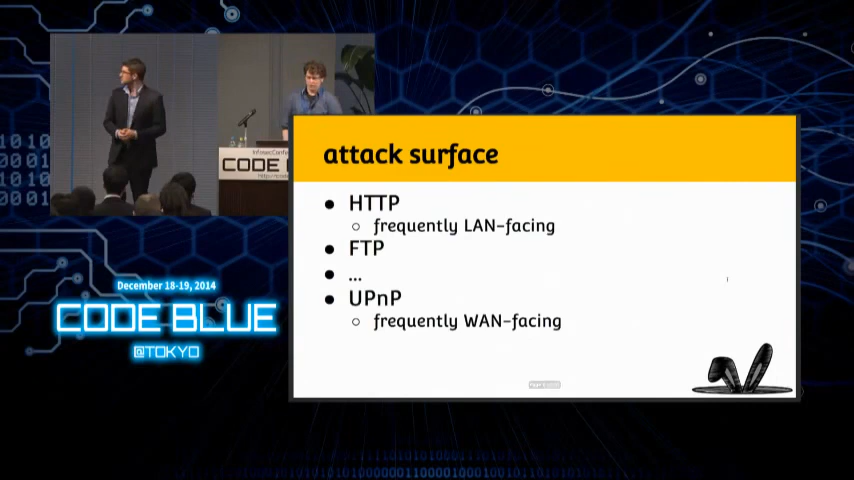 attack surface
HTTP
frequently LAN-facing
FTP
...
UPnP
frequently WAN-facing
CODE
December 18-19, 2014
CODE BLUE
@TOKYO